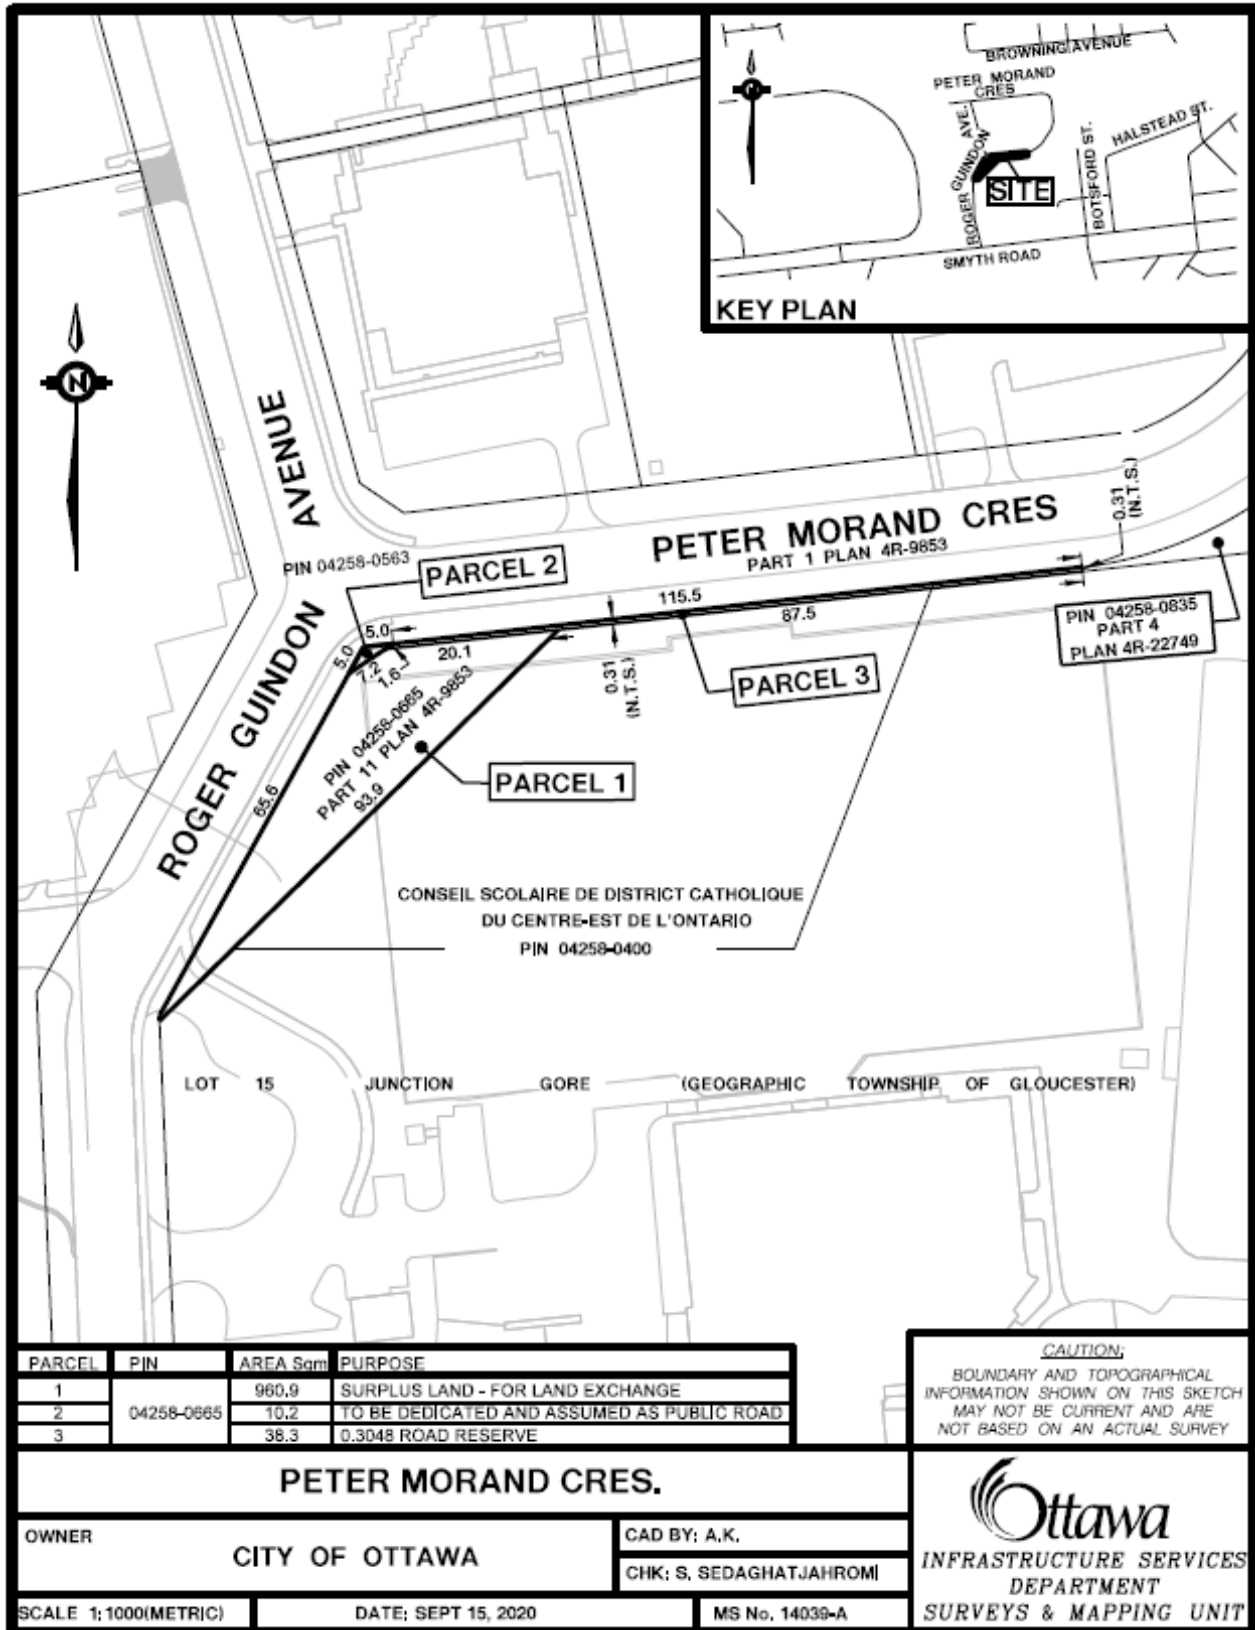 BROWNING AVENUE
PETER MORAND
CRES
ROGER GUINDON AVE.
HALSTEAD ST.
BOTSFORD ST.
SITE
SMYTH ROAD
KEY PLAN
N
ROGER GUINDON AVENUE
PIN 04258-0563
PARCEL 2
PETER MORAND CRES
PART 1 PLAN 4R-9853
0.31
(N.T.S.)
115.5
87.5
5.0
5.0
7.2
1.6
20.1
0.31
(N.T.S.)
PARCEL 3
PIN 04258-0835
PART 4
PLAN 4R-22749
PIN 04258-0665
PART 11 PLAN 4R-9853
93.9
65.6
PARCEL 1
CONSEIL SCOLAIRE DE DISTRICT CATHOLIQUE
DU CENTRE-EST DE L'ONTARIO
PIN 04258-0400
LOT 15 JUNCTION GORE (GEOGRAPHIC TOWNSHIP OF GLOUCESTER)
PARCEL PIN AREA Sqm PURPOSE
1 04258-0665 960.9 SURPLUS LAND - FOR LAND EXCHANGE
2 10.2 TO BE DEDICATED AND ASSUMED AS PUBLIC ROAD
3 38.3 0.3048 ROAD RESERVE
CAUTION:
BOUNDARY AND TOPOGRAPHICAL
INFORMATION SHOWN ON THIS SKETCH
MAY NOT BE CURRENT AND ARE
NOT BASED ON AN ACTUAL SURVEY
PETER MORAND CRES.
OWNER
CITY OF OTTAWA
CAD BY: A.K.
CHK: S. SEDAGHATJAHROMI
SCALE 1:1000(METRIC)
DATE: SEPT 15, 2020
MS No. 14039-A
Ottawa
INFRASTRUCTURE SERVICES
DEPARTMENT
SURVEYS & MAPPING UNIT